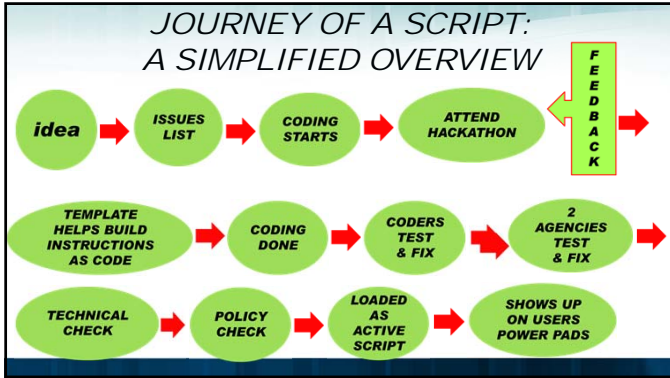 JOURNEY OF A SCRIPT:
A SIMPLIFIED OVERVIEW
idea
ISSUES
LIST
CODING
STARTS
ATTEND
HACKATHON
F
E
E
D
B
A
C
K
TEMPLATE
HELPS BUILD
INSTRUCTIONS
AS CODE
CODING
DONE
CODERS
TEST
& FIX
2
AGENCIES
TEST
& FIX
TECHNICAL
CHECK
POLICY
CHECK
LOADED
AS
ACTIVE
SCRIPT
SHOWS UP
ON USERS
POWER PADS